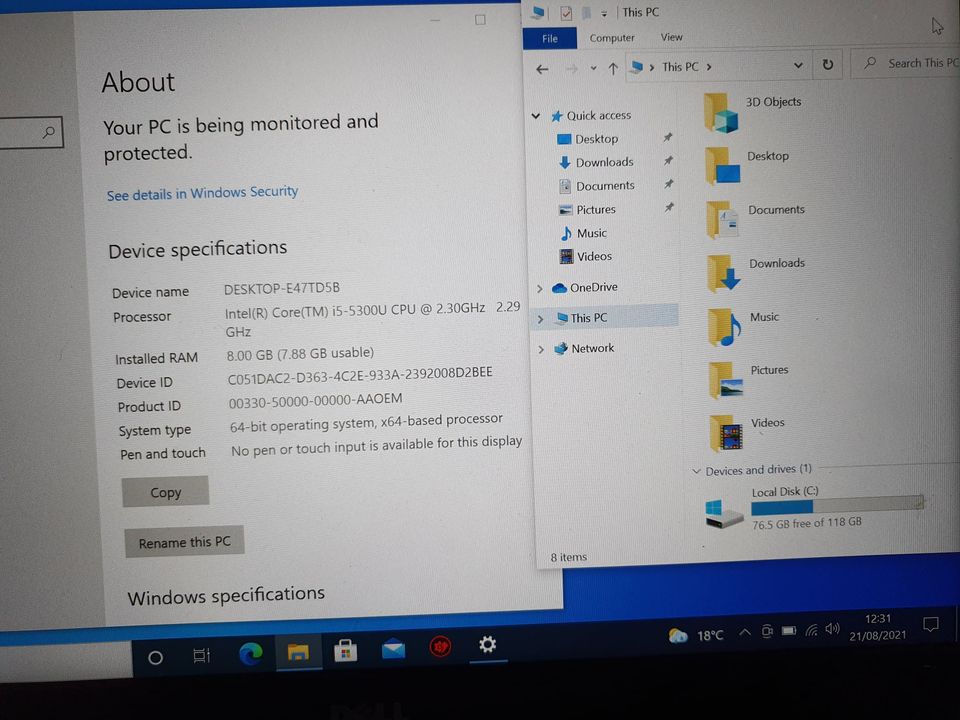 About
Your PC is being monitored and
protected.
See details in Windows Security
Device specifications
Device name DESKTOP-E47TD5B
Processor Intel(R) Core(TM) i5-5300U CPU @ 2.30GHz 2.29
GHz
Installed RAM 8.00 GB (7.88 GB usable)
Device ID C051DAC2-D363-4C2E-933A-2392008D2BEE
Product ID 00330-50000-00000-AAOEM
System type 64-bit operating system, x64-based processor
Pen and touch No pen or touch input is available for this display
Copy
Rename this PC
Windows specifications
This PC
File Computer View
This PC
Search This PC
Quick access
Desktop
Downloads
Documents
Pictures
Music
Videos
OneDrive
This PC
Network
3D Objects
Desktop
Documents
Downloads
Music
Pictures
Videos
Devices and drives (1)
Local Disk (C:)
76.5 GB free of 118 GB
8 items
18°C
12:31
21/08/2021
DELL